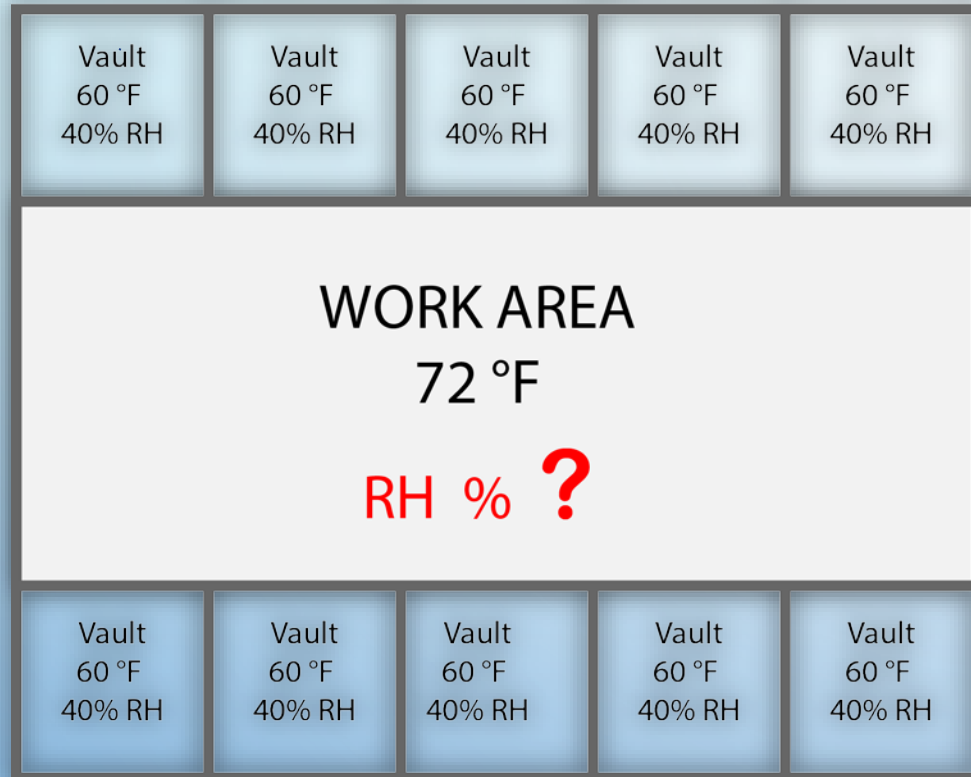 Vault Vault Vault Vault Vault
60 °F 60 °F 60 °F 60 °F 60 °F
40% RH 40% RH 40% RH 40% RH 40% RH
WORK AREA
72 °F
RH % ?
Vault Vault Vault Vault Vault
60 °F 60 °F 60 °F 60 °F 60 °F
40% RH 40% RH 40% RH 40% RH 40% RH